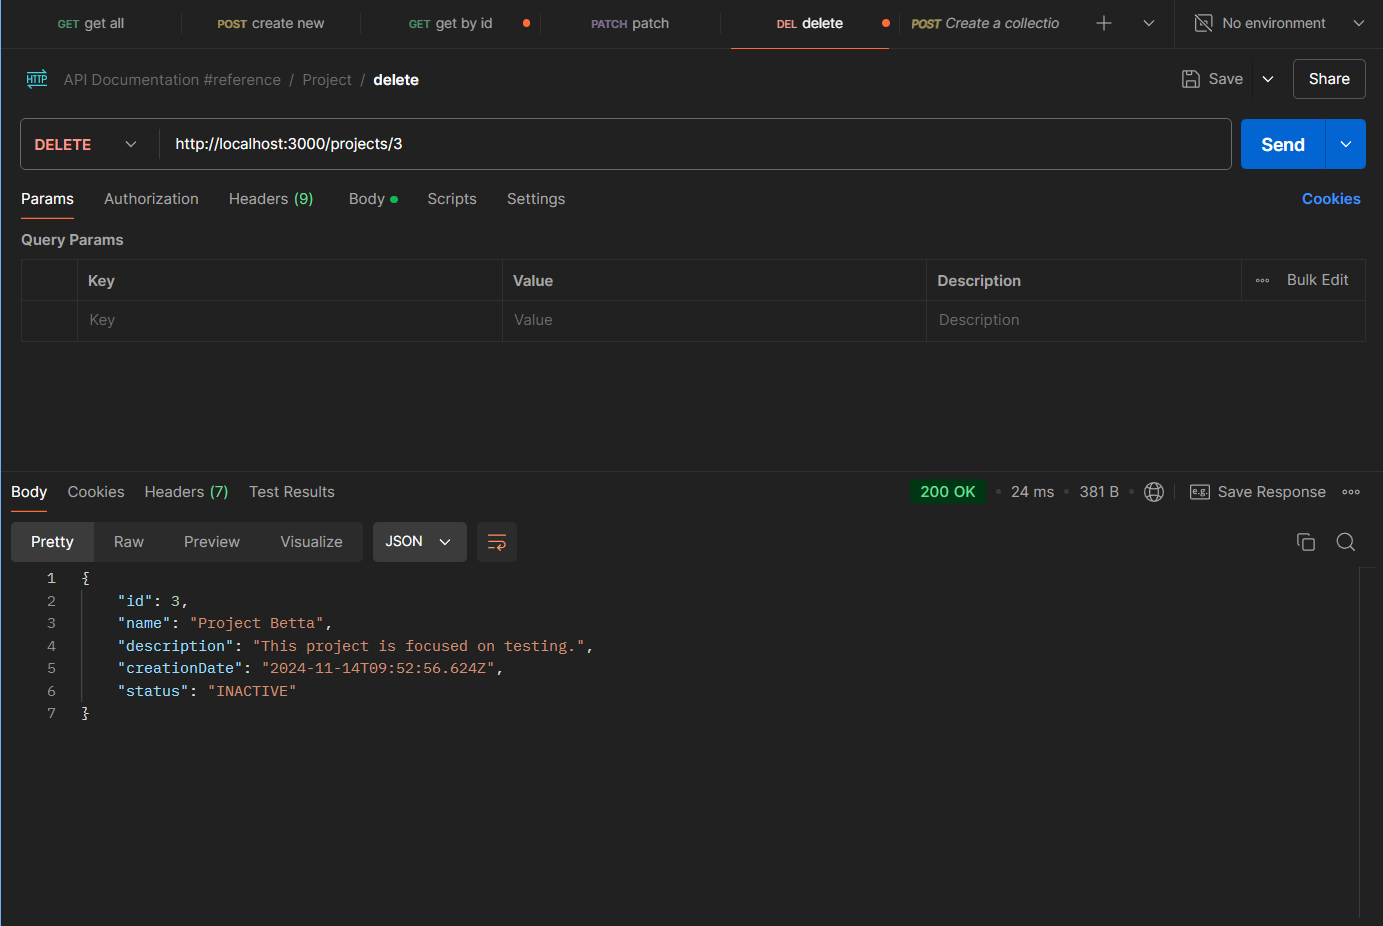 GET get all POST create new GET get by id PATCH patch DEL delete POST Create a collectio No environment
HTTP API Documentation #reference / Project / delete Save Share
DELETE http://localhost:3000/projects/3 Send
Params Authorization Headers (9) Body Scripts Settings Cookies
Query Params
Key Value Description Bulk Edit
Key Value Description
Body Cookies Headers (7) Test Results 200 OK 24 ms 381 B e.g. Save Response
Pretty Raw Preview Visualize JSON
1 {
2 "id": 3,
3 "name": "Project Betta",
4 "description": "This project is focused on testing.",
5 "creationDate": "2024-11-14T09:52:56.624Z",
6 "status": "INACTIVE"
7 }